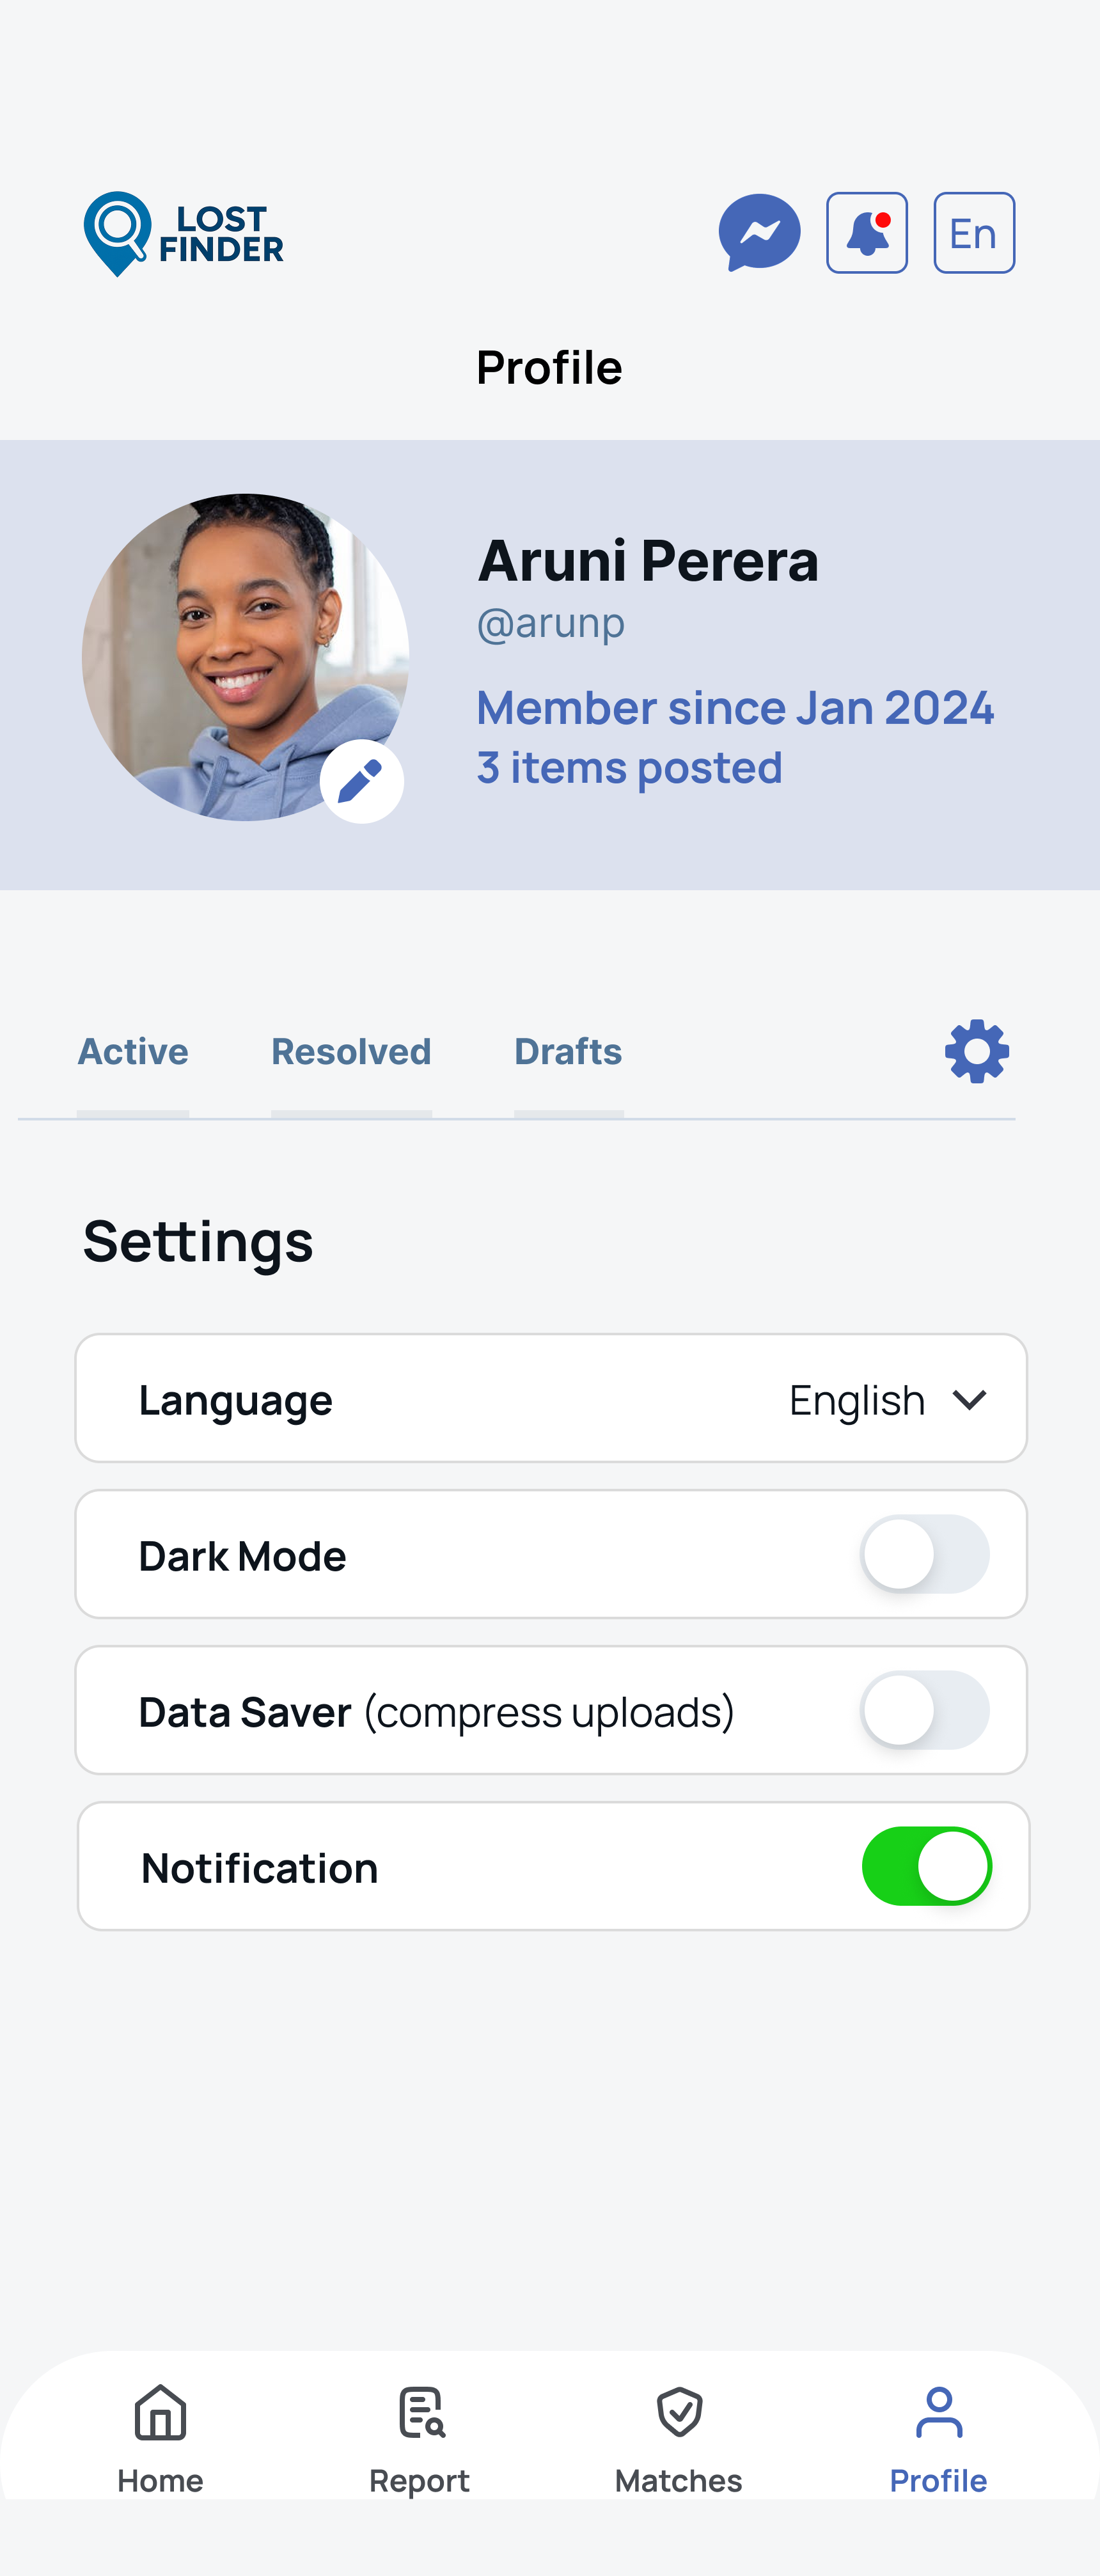 LOST
FINDER
En
Profile
Aruni Perera
@arunp
Member since Jan 2024
3 items posted
Active Resolved Drafts
Settings
Language English
Dark Mode
Data Saver (compress uploads)
Notification
Home Report Matches Profile